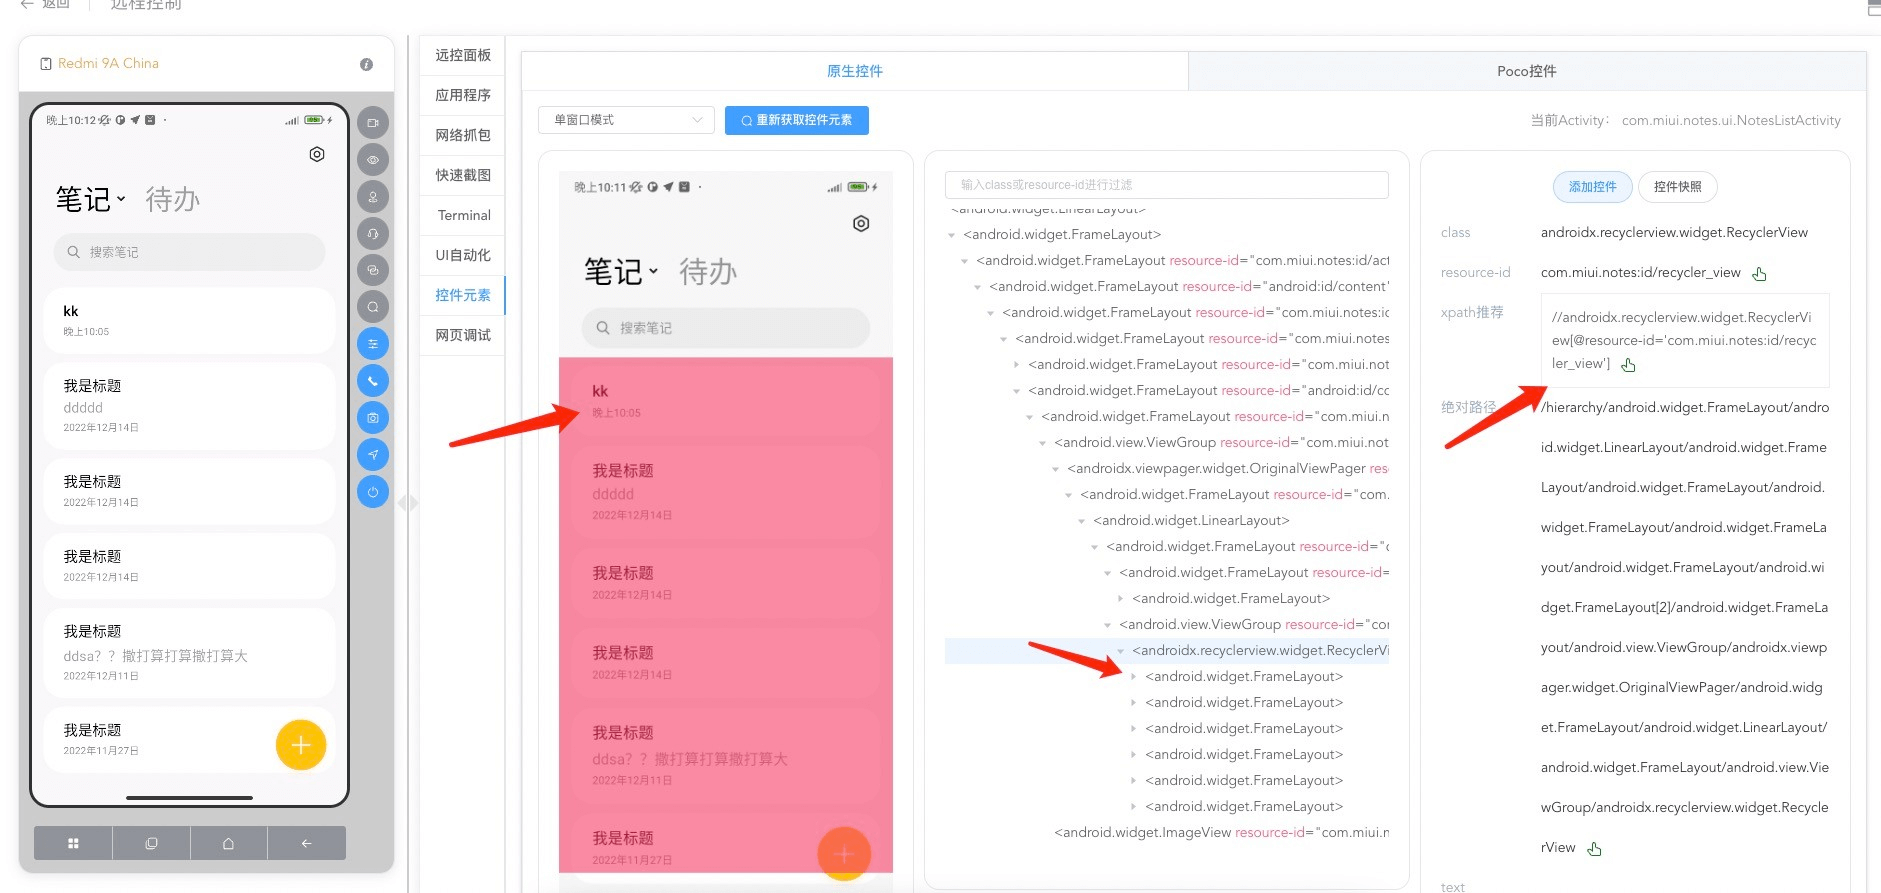 返回
远程控制
Redmi 9A China
晚上10:12
笔记
待办
搜索笔记
kk
晚上10:05
我是标题
ddddd
2022年12月14日
我是标题
2022年12月14日
我是标题
2022年12月14日
我是标题
ddsa？？撒打算打算撒打算大
2022年12月11日
我是标题
2022年11月27日
远控面板
应用程序
网络抓包
快速截图
Terminal
UI自动化
控件元素
网页调试
原生控件
Poco控件
单窗口模式
重新获取控件元素
当前Activity： com.miui.notes.ui.NotesListActivity
晚上10:11
笔记
待办
搜索笔记
kk
晚上10:05
我是标题
ddddd
2022年12月14日
我是标题
2022年12月14日
我是标题
2022年12月14日
我是标题
ddsa？？撒打算打算撒打算大
2022年12月11日
我是标题
2022年11月27日
输入class或resource-id进行过滤
<android.widget.LinearLayout>
<android.widget.FrameLayout>
<android.widget.FrameLayout resource-id="com.miui.notes:id/act
<android.widget.FrameLayout resource-id="android:id/content"
<android.widget.FrameLayout resource-id="com.miui.notes:id
<android.widget.FrameLayout resource-id="com.miui.notes
<android.widget.FrameLayout resource-id="com.miui.not
<android.widget.FrameLayout resource-id="android:id/co
<android.widget.FrameLayout resource-id="com.miui.n
<android.view.ViewGroup resource-id="com.miui.not
<androidx.viewpager.widget.OriginalViewPager res
<android.widget.FrameLayout resource-id="com.
<android.widget.LinearLayout>
<android.widget.FrameLayout resource-id="c
<android.widget.FrameLayout resource-id=
<android.widget.FrameLayout>
<android.view.ViewGroup resource-id="cor
<androidx.recyclerview.widget.RecyclerVi
<android.widget.FrameLayout>
<android.widget.FrameLayout>
<android.widget.FrameLayout>
<android.widget.FrameLayout>
<android.widget.FrameLayout>
<android.widget.FrameLayout>
<android.widget.ImageView resource-id="com.miui.n
添加控件
控件快照
class
androidx.recyclerview.widget.RecyclerView
resource-id
com.miui.notes:id/recycler_view
xpath推荐
//androidx.recyclerview.widget.RecyclerVi
ew[@resource-id='com.miui.notes:id/recyc
ler_view']
绝对路径
/hierarchy/android.widget.FrameLayout/andro
id.widget.LinearLayout/android.widget.Frame
Layout/android.widget.FrameLayout/android.
widget.FrameLayout/android.widget.FrameLa
yout/android.widget.FrameLayout/android.wi
dget.FrameLayout[2]/android.widget.FrameLa
yout/android.view.ViewGroup/androidx.viewp
ager.widget.OriginalViewPager/android.widg
et.FrameLayout/android.widget.LinearLayout/
android.widget.FrameLayout/android.view.Vie
wGroup/androidx.recyclerview.widget.Recycle
rView
text